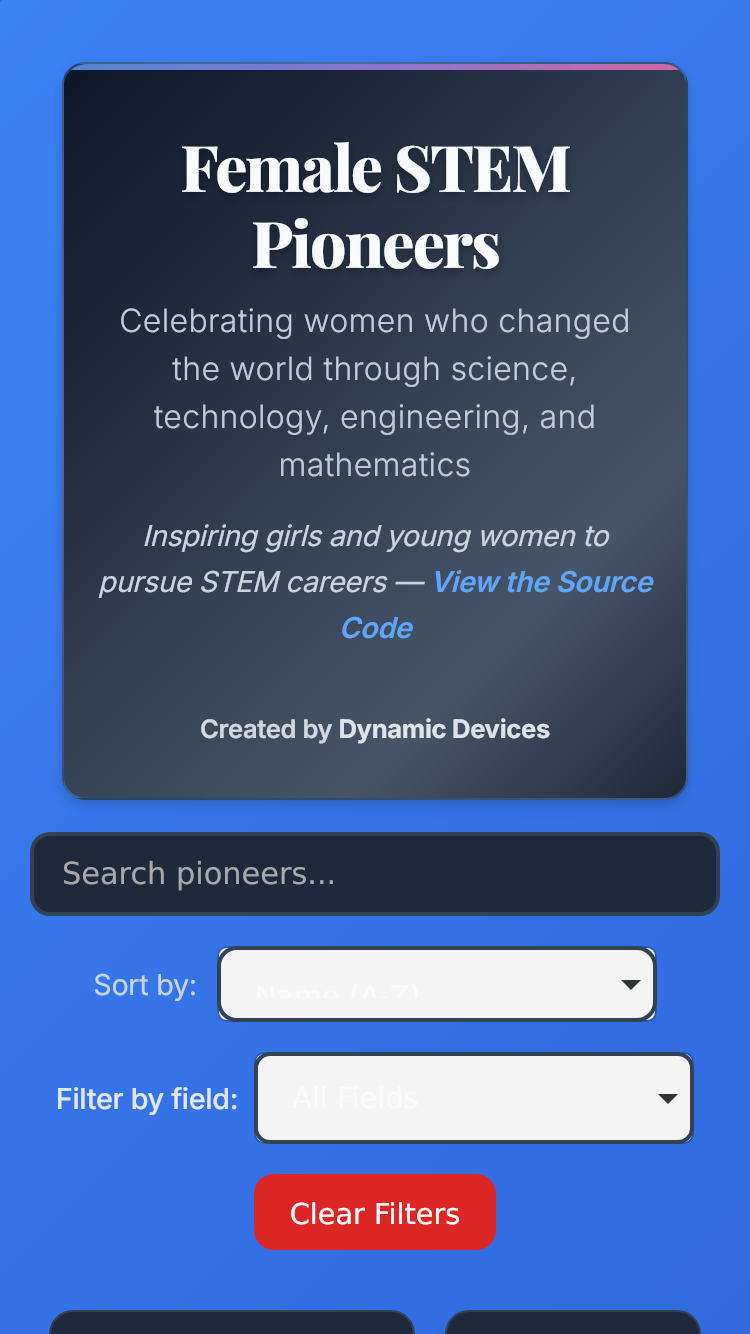 Female STEM
Pioneers
Celebrating women who changed
the world through science,
technology, engineering, and
mathematics
Inspiring girls and young women to
pursue STEM careers — View the Source
Code
Created by Dynamic Devices
Search pioneers...
Sort by:
Name (A-Z)
Filter by field:
All Fields
Clear Filters